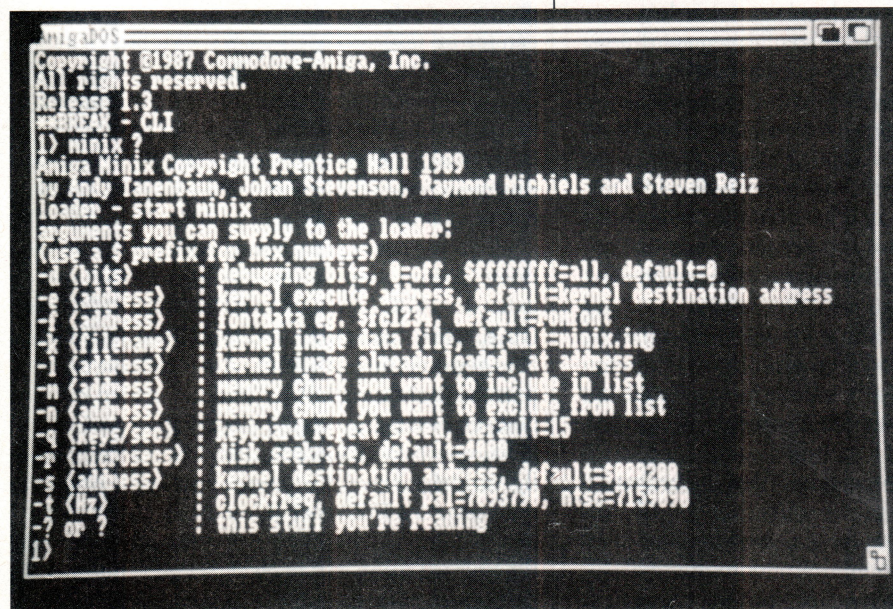 AmigaDOS
Copyright ©1987 Commodore-Amiga, Inc.
All rights reserved.
Release 1.3
**BREAK - CLI
1> minix ?
Amiga Minix Copyright Prentice Hall 1989
by Andy Tanenbaum, Johan Stevenson, Raymond Michiels and Steven Reiz
loader - start minix
arguments you can supply to the loader:
(use a $ prefix for hex numbers)
-d <bits> : debugging bits, 0=off, $ffffffff=all, default=0
-e <address> : kernel execute address, default=kernel destination address
-f <address> : fontdata eg. $fc1234, default=romfont
-k <filename> : kernel image data file, default=minix.img
-l <address> : kernel image already loaded, at address
-m <address> : memory chunk you want to include in list
-n <address> : memory chunk you want to exclude from list
-q <keys/sec> : keyboard repeat speed, default=15
-r <microsecs> : disk seekrate, default=4000
-s <address> : kernel destination address, default=$000200
-t <Hz> : clockfreq, default pal=7093790, ntsc=7159090
-? or ? : this stuff you're reading
1>